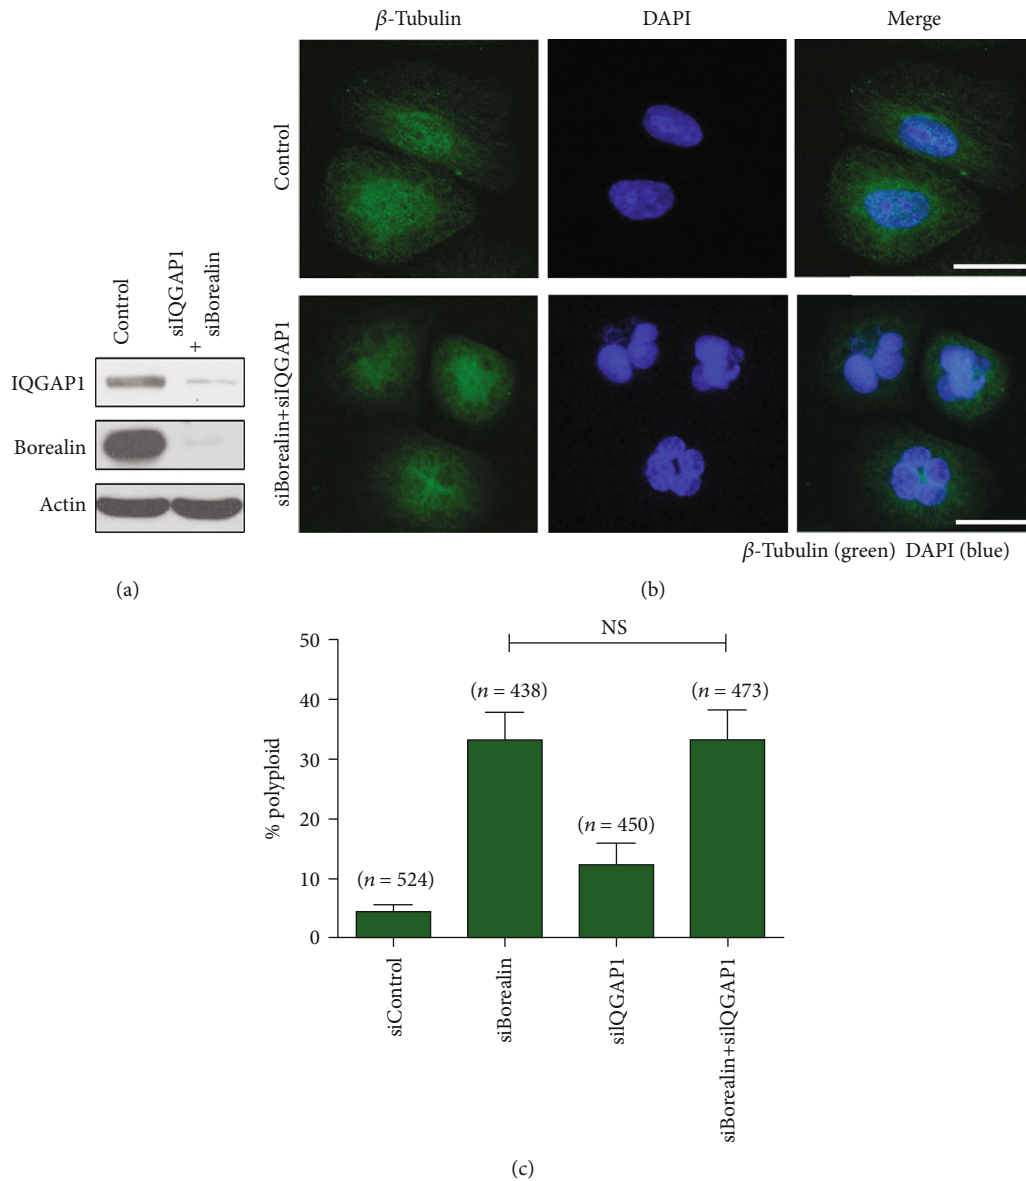 β-Tubulin
DAPI
Merge
Control
siBorealin+siIQGAP1
β-Tubulin (green) DAPI (blue)
Control
siIQGAP1
+
siBorealin
IQGAP1
Borealin
Actin
(a)
(b)
50
40
30
20
10
0
% polyploid
NS
(n = 524)
(n = 438)
(n = 450)
(n = 473)
siControl
siBorealin
siIQGAP1
siBorealin+siIQGAP1
(c)